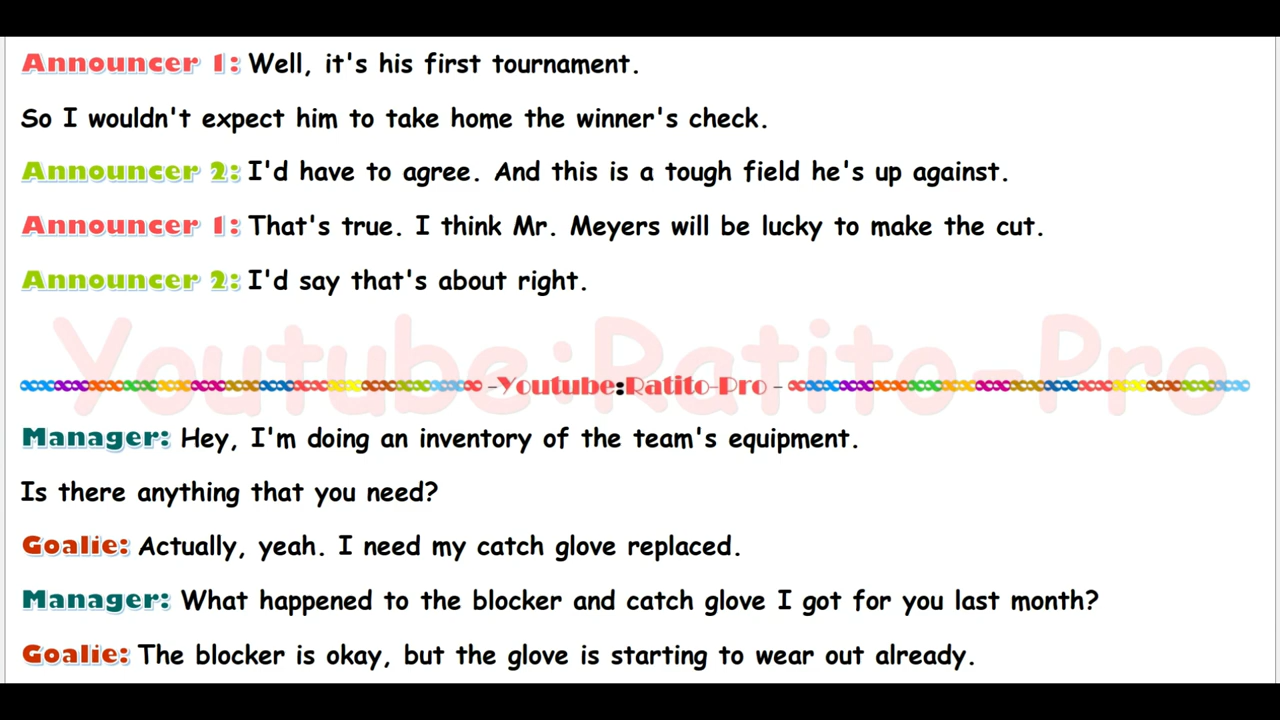 Announcer 1: Well, it's his first tournament.
So I wouldn't expect him to take home the winner's check.
Announcer 2: I'd have to agree. And this is a tough field he's up against.
Announcer 1: That's true. I think Mr. Meyers will be lucky to make the cut.
Announcer 2: I'd say that's about right.
Youtube:Ratito-Pro
-Youtube:Ratito-Pro -
Manager: Hey, I'm doing an inventory of the team's equipment.
Is there anything that you need?
Goalie: Actually, yeah. I need my catch glove replaced.
Manager: What happened to the blocker and catch glove I got for you last month?
Goalie: The blocker is okay, but the glove is starting to wear out already.